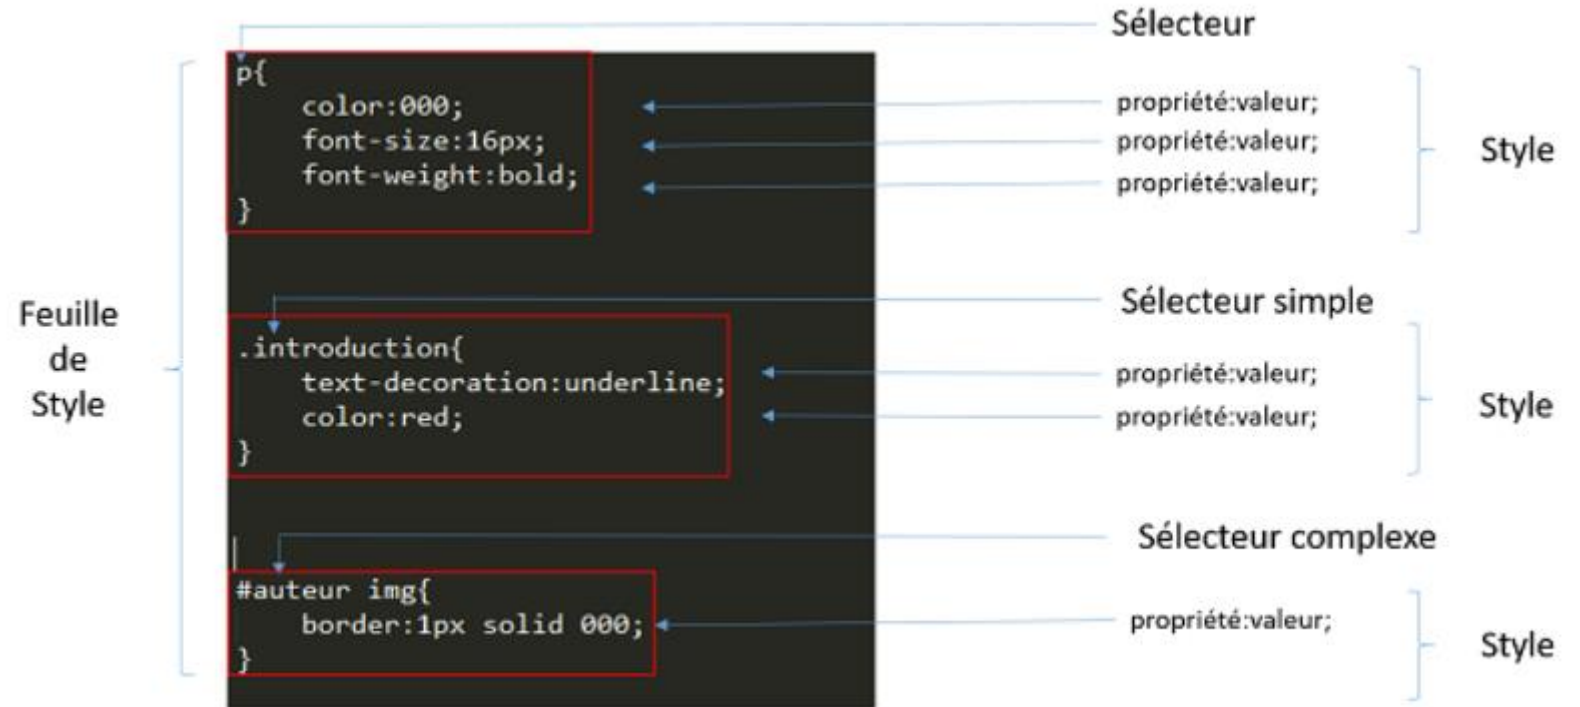 Sélecteur
p{
color:000;
propriété:valeur;
font-size:16px;
propriété:valeur;
font-weight:bold;
propriété:valeur;
}
Style
Feuille
de
Style
Sélecteur simple
.introduction{
text-decoration:underline;
propriété:valeur;
color:red;
propriété:valeur;
}
Style
Sélecteur complexe
#auteur img{
border:1px solid 000;
propriété:valeur;
}
Style